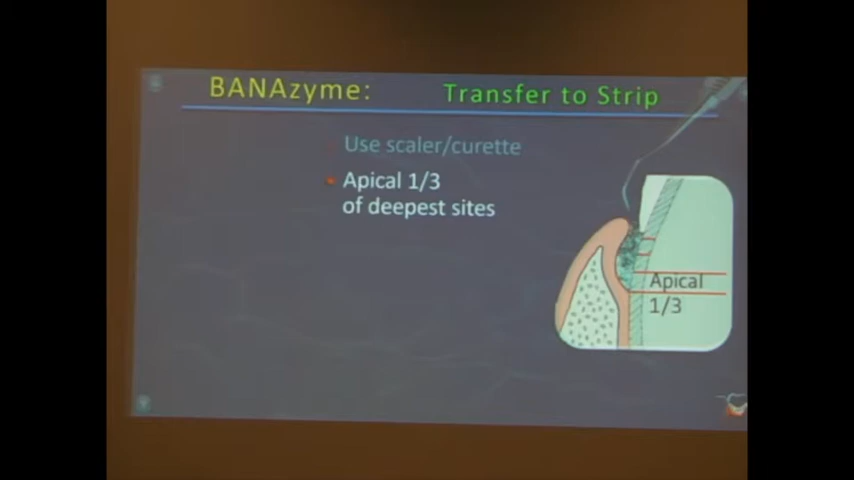 BANAzyme: Transfer to Strip
Use scaler/curette
Apical 1/3
of deepest sites
Apical
1/3